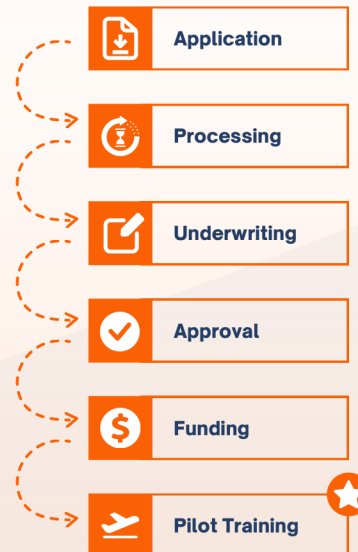 Application
Processing
Underwriting
Approval
Funding
Pilot Training